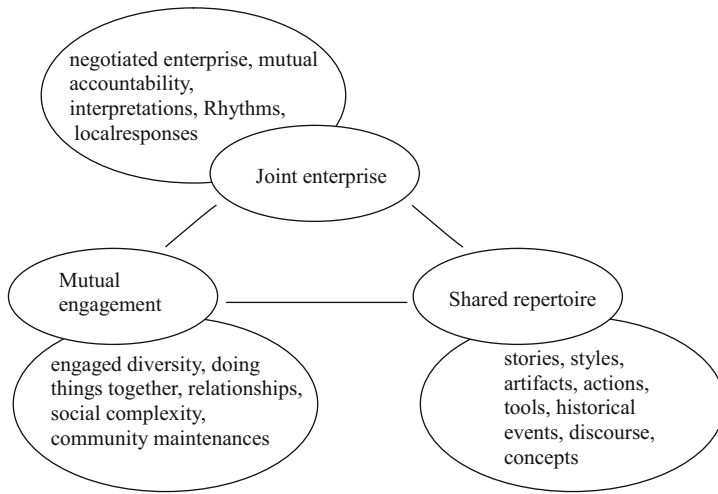 negotiated enterprise, mutual
accountability,
interpretations, Rhythms,
localresponses
Joint enterprise
Mutual
engagement
Shared repertoire
engaged diversity, doing
things together, relationships,
social complexity,
community maintenances
stories, styles,
artifacts, actions,
tools, historical
events, discourse,
concepts